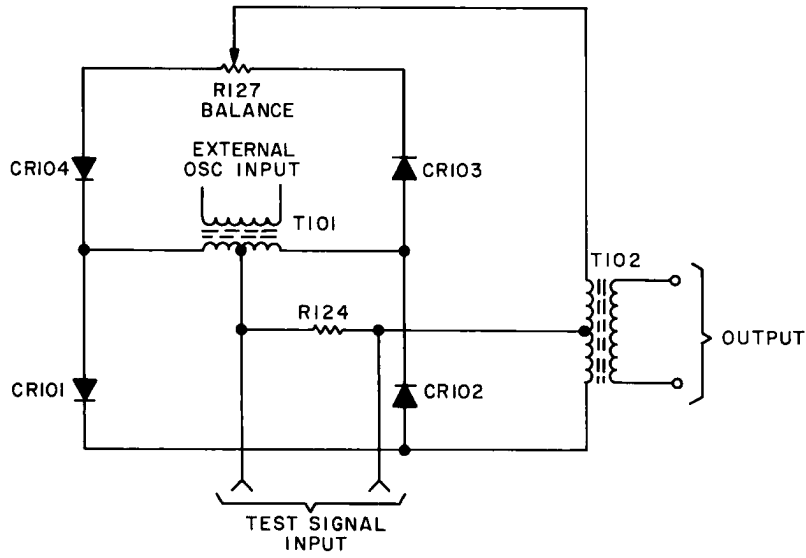 R127
BALANCE
EXTERNAL
OSC INPUT
CR104
CR103
T101
T102
R124
OUTPUT
CR101
CR102
TEST SIGNAL
INPUT